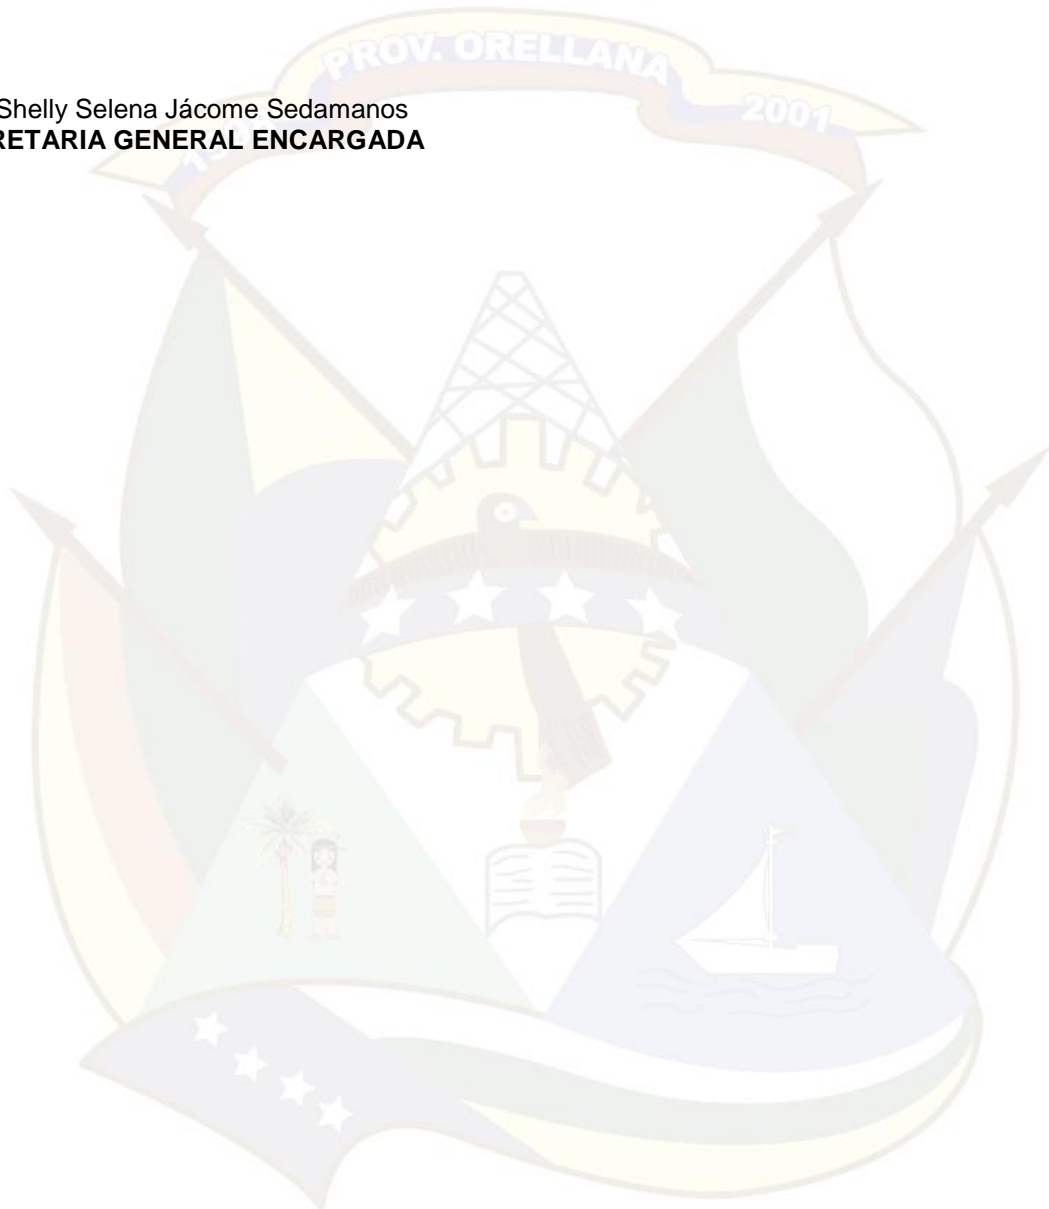 PROV. ORELLANA
2001
Shelly Selena Jácome Sedamanos
RETARIA GENERAL ENCARGADA